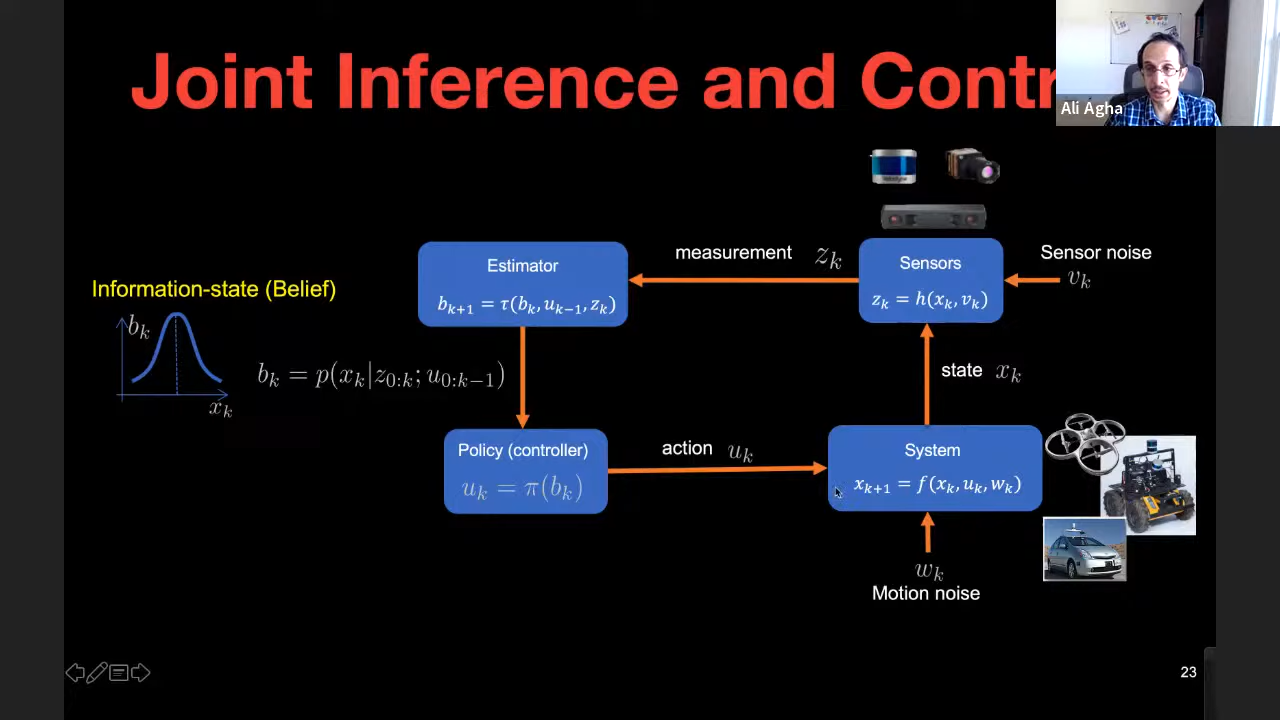 Joint Inference and Contr
Ali Agha
measurement z_k
Sensor noise
v_k
Sensors
z_k = h(x_k, v_k)
Estimator
b_{k+1} = τ(b_k, u_{k-1}, z_k)
Information-state (Belief)
b_k
x_k
b_k = p(x_k|z_{0:k}; u_{0:k-1})
state x_k
Policy (controller)
u_k = π(b_k)
action u_k
System
x_{k+1} = f(x_k, u_k, w_k)
w_k
Motion noise
23